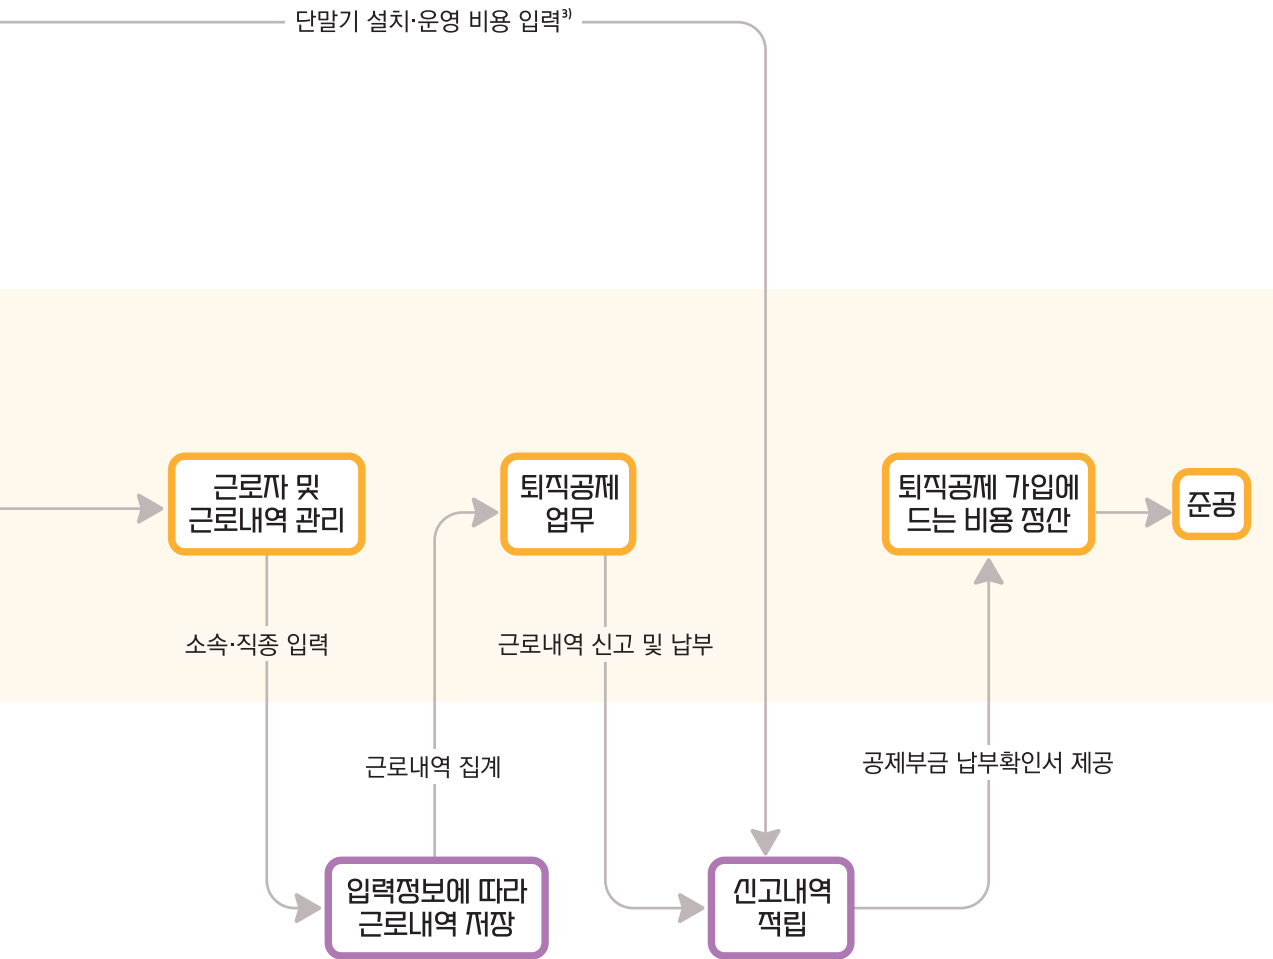 단말기 설치·운영 비용 입력³⁾
근로자 및
근로내역 관리
퇴직공제
업무
퇴직공제 가입에
드는 비용 정산
준공
소속·직종 입력
근로내역 신고 및 납부
근로내역 집계
공제부금 납부확인서 제공
입력정보에 따라
근로내역 저장
신고내역
적립